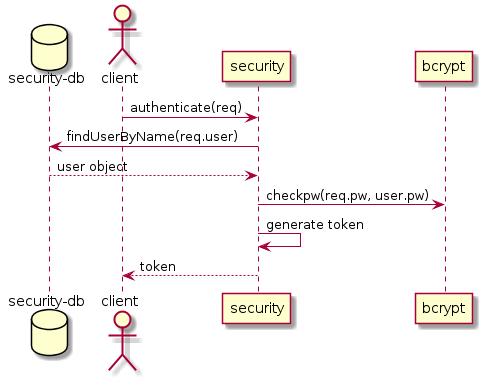 security-db
client
security
bcrypt
authenticate(req)
findUserByName(req.user)
user object
checkpw(req.pw, user.pw)
generate token
token
security-db
client
security
bcrypt